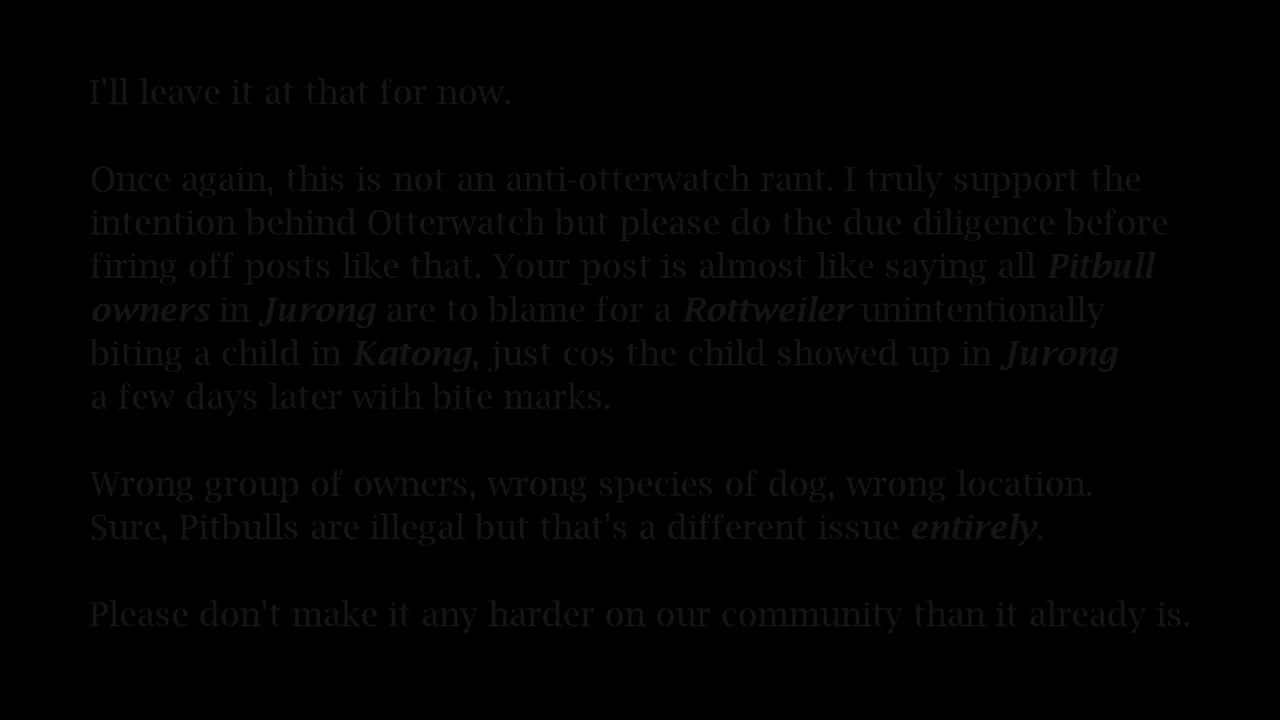 I'll leave it at that for now.
Once again, this is not an anti-otterwatch rant. I truly support the
intention behind Otterwatch but please do the due diligence before
firing off posts like that. Your post is almost like saying all Pitbull
owners in Jurong are to blame for a Rottweiler unintentionally
biting a child in Katong, just cos the child showed up in Jurong
a few days later with bite marks.
Wrong group of owners, wrong species of dog, wrong location.
Sure, Pitbulls are illegal but that's a different issue entirely.
Please don't make it any harder on our community than it already is.